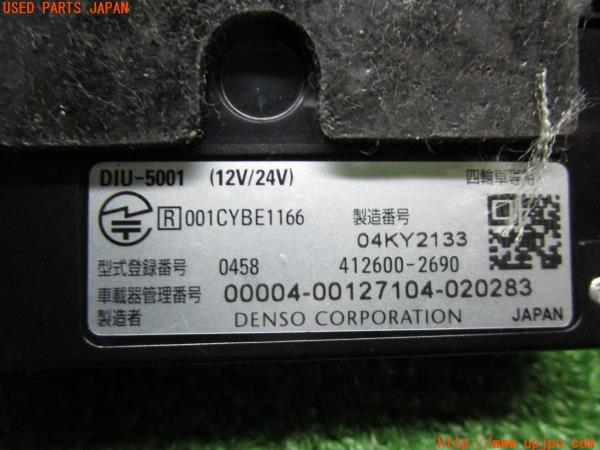 USED PARTS JAPAN
DIU-5001 (12V/24V) 四輪車専用
R 001CYBE1166 製造番号
04KY2133
型式登録番号 0458 412600-2690
車載器管理番号 00004-00127104-020283
製造者 DENSO CORPORATION JAPAN
http://www.upjpn.com/